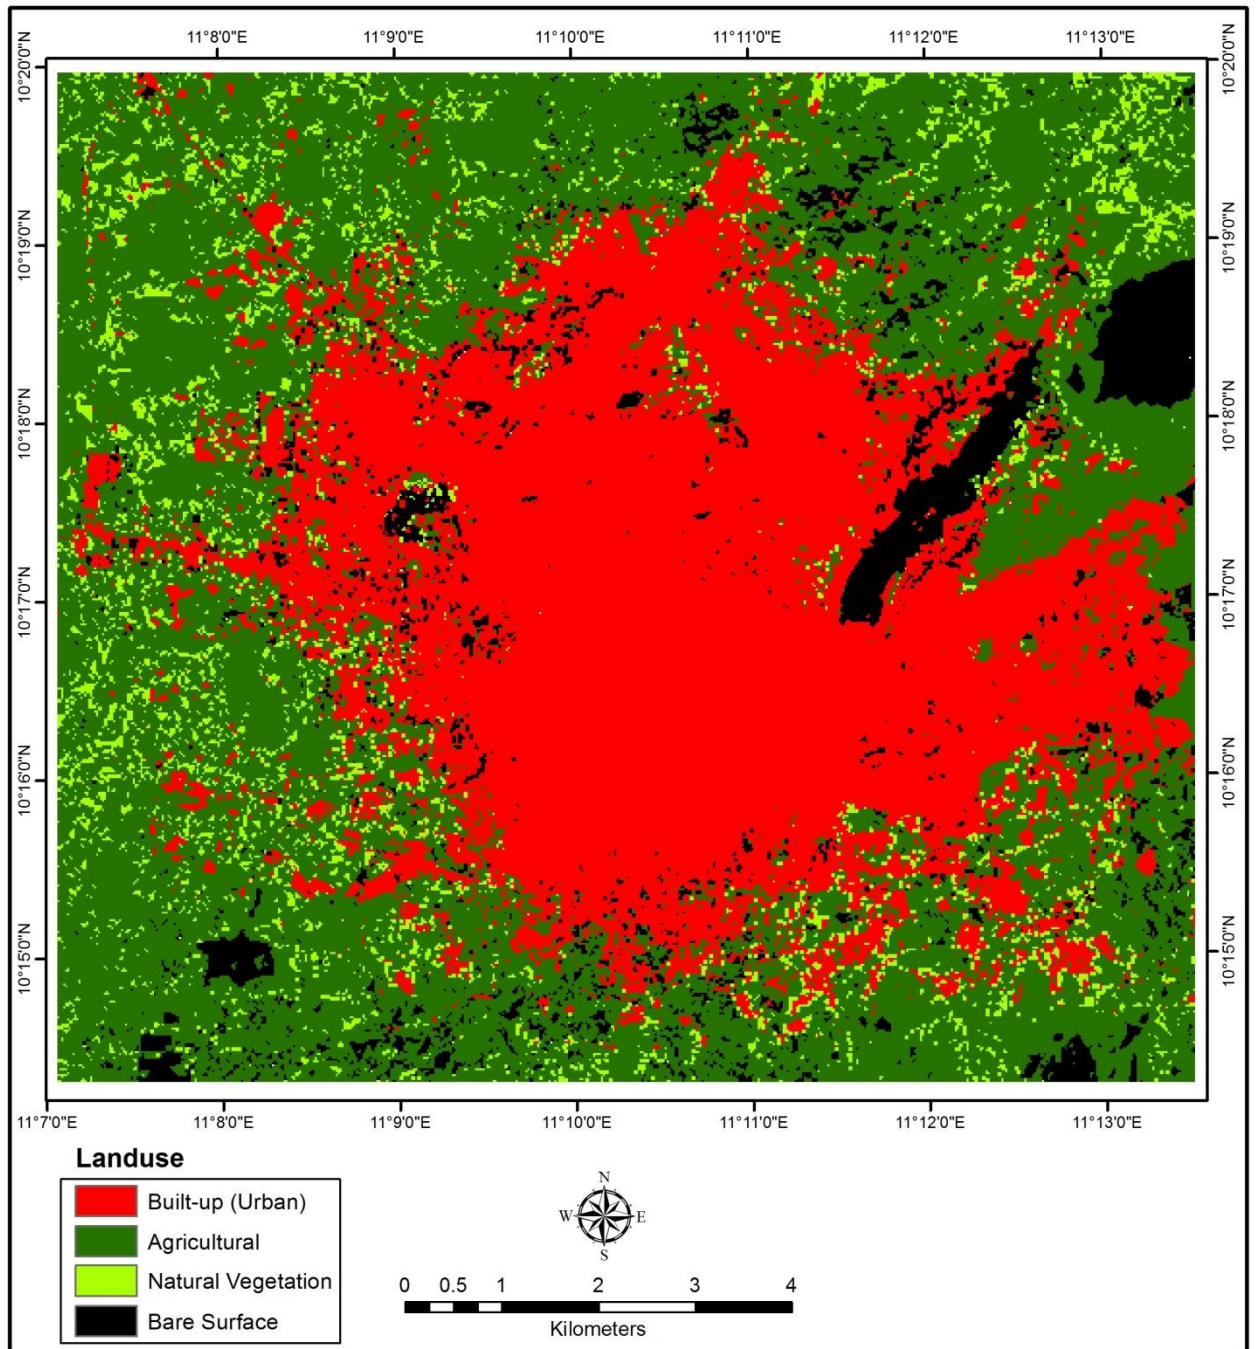 11°8'0"E 11°9'0"E 11°10'0"E 11°11'0"E 11°12'0"E 11°13'0"E
10°20'0"N 10°20'0"N
10°19'0"N 10°19'0"N
10°18'0"N 10°18'0"N
10°17'0"N 10°17'0"N
10°16'0"N 10°16'0"N
10°15'0"N 10°15'0"N
11°7'0"E 11°8'0"E 11°9'0"E 11°10'0"E 11°11'0"E 11°12'0"E 11°13'0"E
Landuse
Built-up (Urban)
Agricultural
Natural Vegetation
Bare Surface
N
W E
S
0 0.5 1 2 3 4
Kilometers